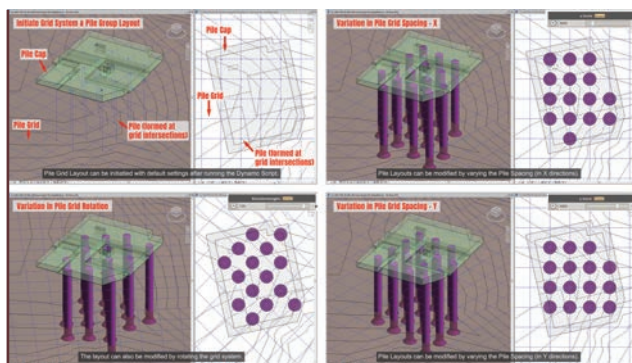 Initiate Grid System & Pile Group Layout
Pile Cap
Pile Cap
Pile Grid
Pile Grid
Pile (formed at
grid intersections)
Pile (formed at
grid intersections)
Pile Grid Layout can be initiated with default settings after running the Dynamic Script.
Variation in Pile Grid Spacing - X
Pile Layouts can be modified by varying the Pile Spacing (in X directions).
Variation in Pile Grid Rotation
The layout can also be modified by rotating the grid system.
Variation in Pile Grid Spacing - Y
Pile Layouts can be modified by varying the Pile Spacing (in Y directions).